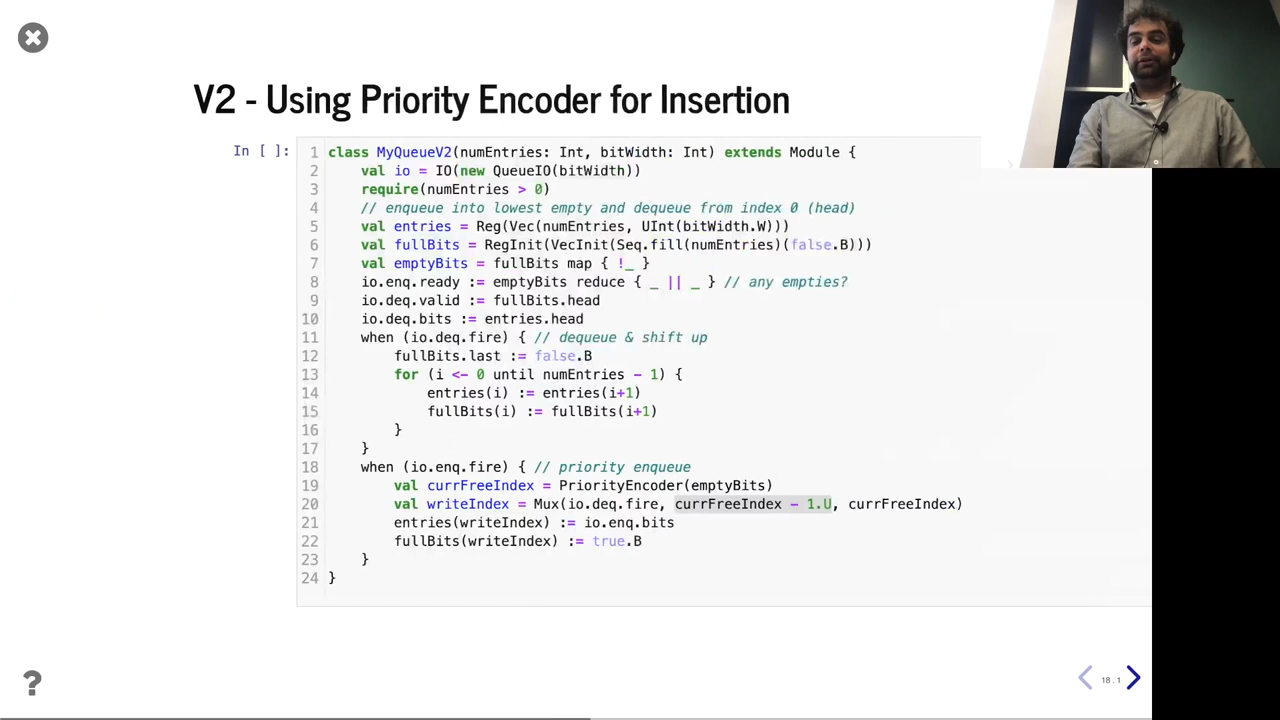 V2 - Using Priority Encoder for Insertion
In [ ]:
1 class MyQueueV2(numEntries: Int, bitWidth: Int) extends Module {
2     val io = IO(new QueueIO(bitWidth))
3     require(numEntries > 0)
4     // enqueue into lowest empty and dequeue from index 0 (head)
5     val entries = Reg(Vec(numEntries, UInt(bitWidth.W)))
6     val fullBits = RegInit(VecInit(Seq.fill(numEntries)(false.B)))
7     val emptyBits = fullBits map { !_ }
8     io.enq.ready := emptyBits reduce { _ || _ } // any empties?
9     io.deq.valid := fullBits.head
10     io.deq.bits := entries.head
11     when (io.deq.fire) { // dequeue & shift up
12         fullBits.last := false.B
13         for (i <- 0 until numEntries - 1) {
14             entries(i) := entries(i+1)
15             fullBits(i) := fullBits(i+1)
16         }
17     }
18     when (io.enq.fire) { // priority enqueue
19         val currFreeIndex = PriorityEncoder(emptyBits)
20         val writeIndex = Mux(io.deq.fire, currFreeIndex - 1.U, currFreeIndex)
21         entries(writeIndex) := io.enq.bits
22         fullBits(writeIndex) := true.B
23     }
24 }
?
18.1